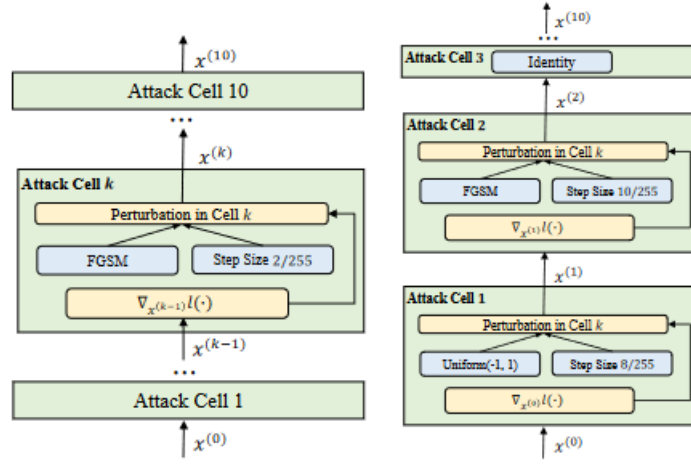 x^(10)
Attack Cell 10
...
x^(k)
Attack Cell k
Perturbation in Cell k
FGSM
Step Size 2/255
∇_{x^(k−1)} l(·)
x^(k−1)
...
Attack Cell 1
x^(0)
x^(10)
...
Attack Cell 3
Identity
x^(2)
Attack Cell 2
Perturbation in Cell k
FGSM
Step Size 10/255
∇_{x^(1)} l(·)
x^(1)
Attack Cell 1
Perturbation in Cell k
Uniform(-1, 1)
Step Size 8/255
∇_{x^(0)} l(·)
x^(0)